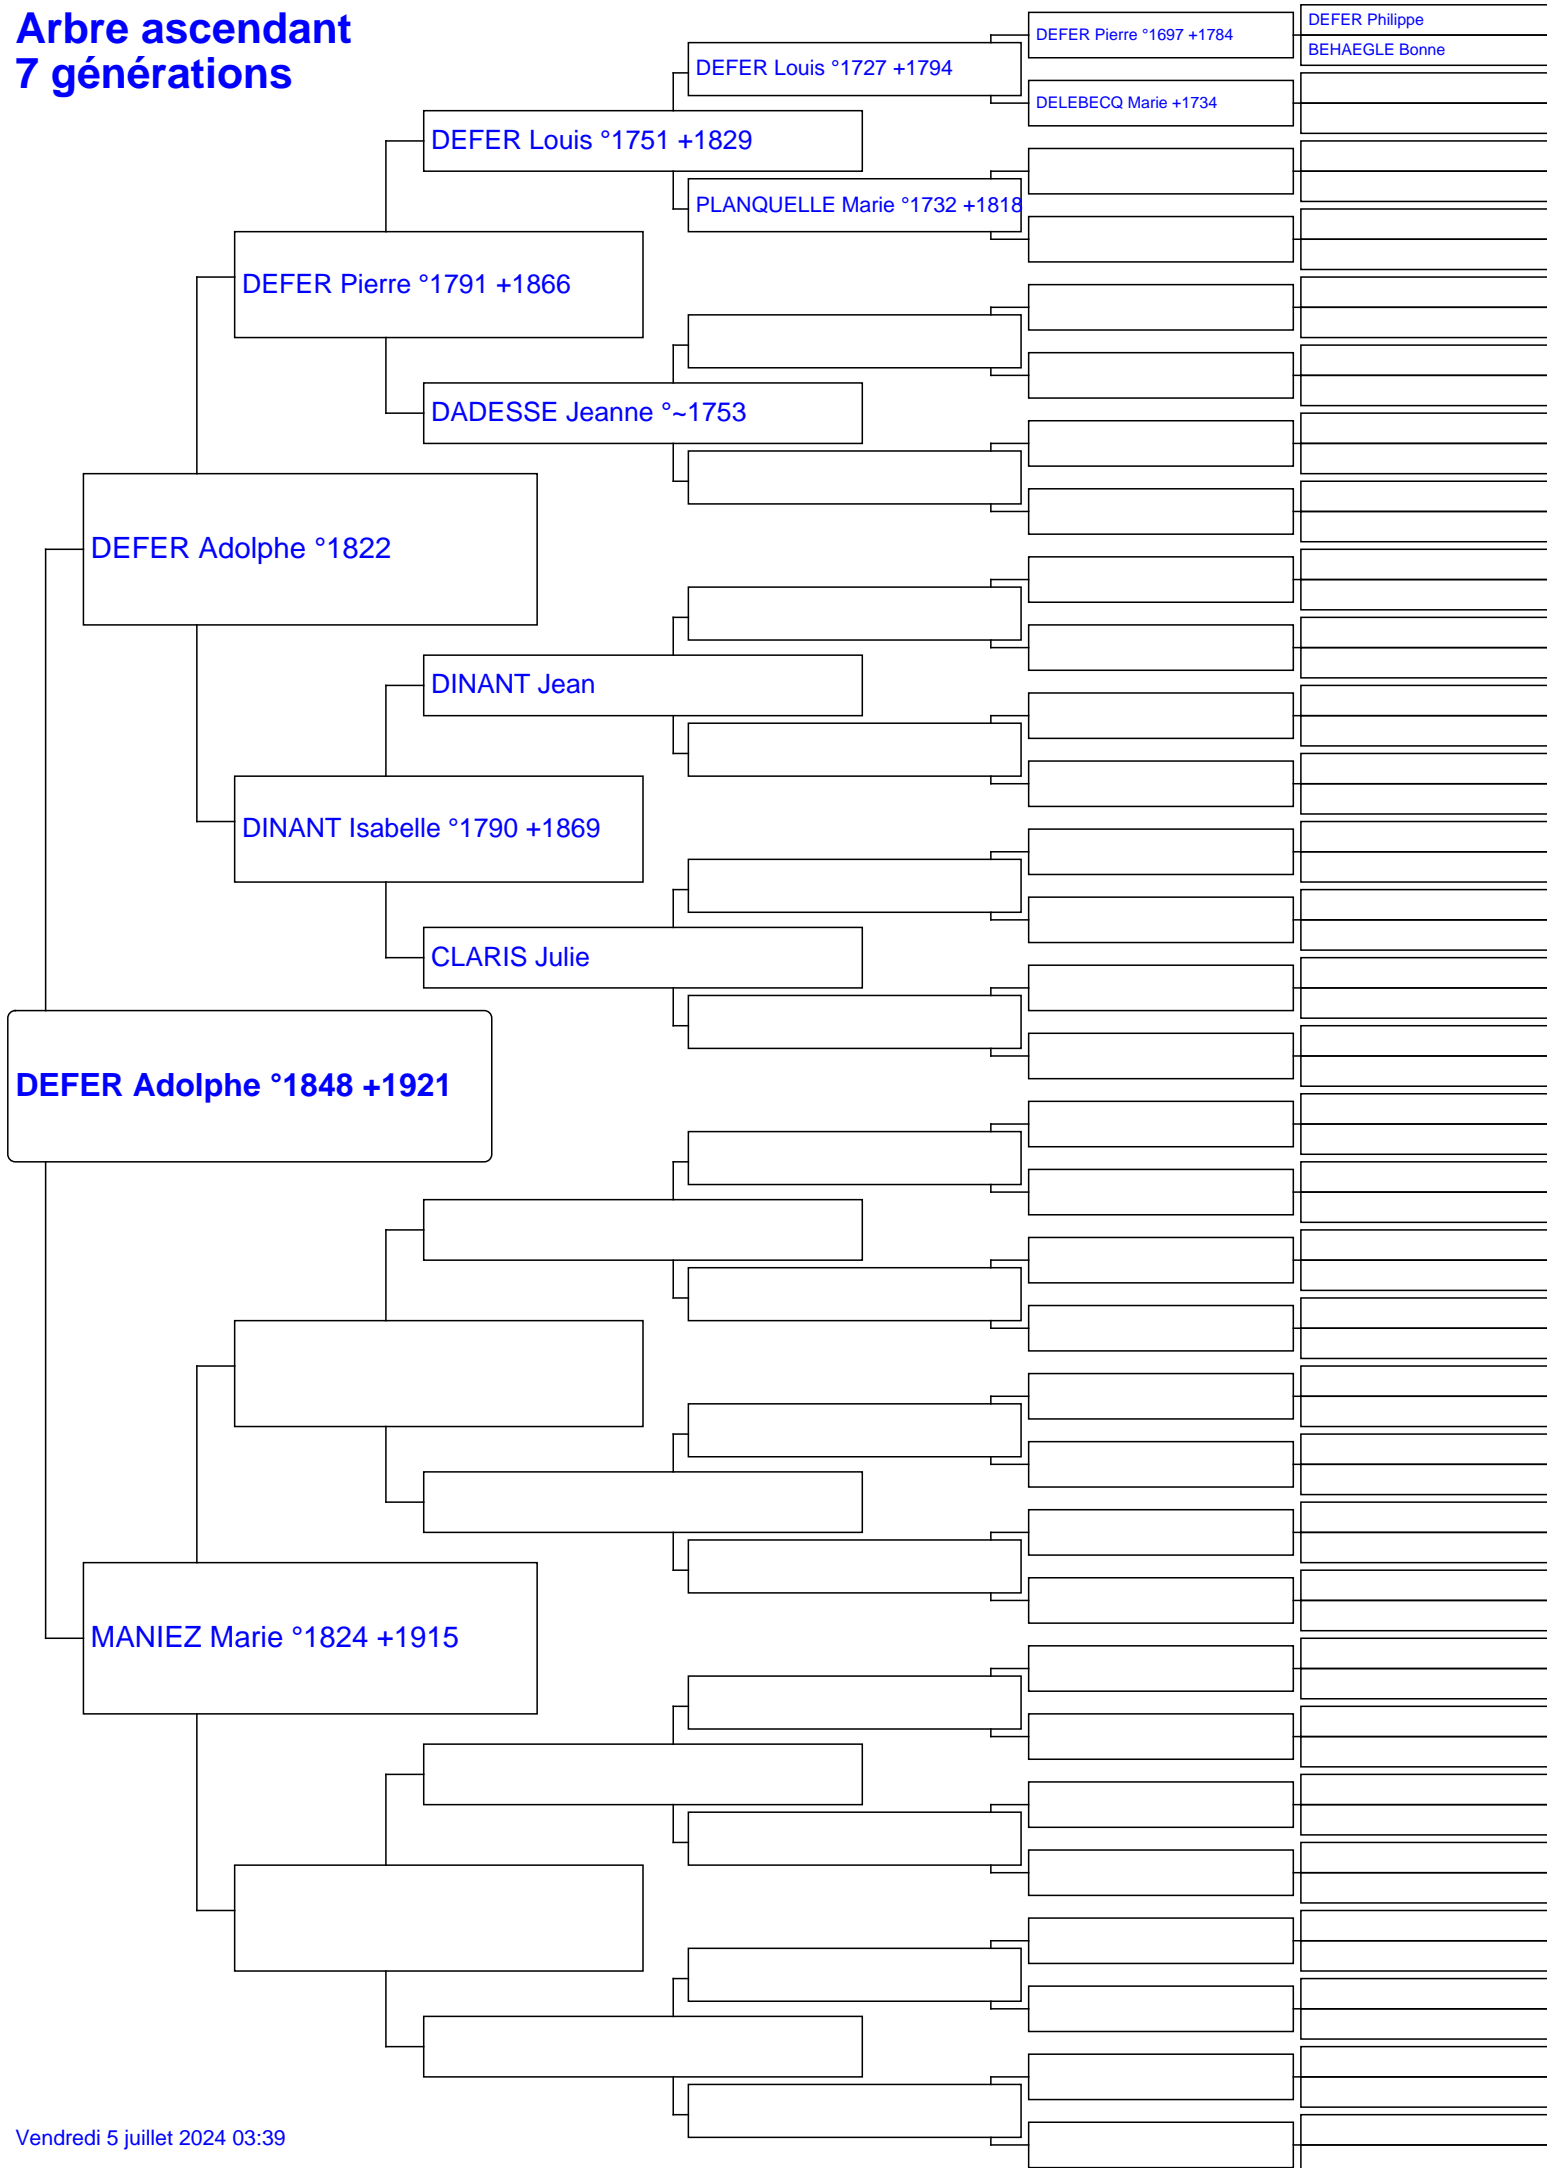 Arbre ascendant
7 générations
DEFER Philippe
BEHAEGLE Bonne
DEFER Pierre °1697 +1784
DEFER Louis °1727 +1794
DELEBECQ Marie +1734
DEFER Louis °1751 +1829
PLANQUELLE Marie °1732 +1818
DEFER Pierre °1791 +1866
DADESSE Jeanne °~1753
DEFER Adolphe °1822
DINANT Jean
DINANT Isabelle °1790 +1869
CLARIS Julie
DEFER Adolphe °1848 +1921
MANIEZ Marie °1824 +1915
Vendredi 5 juillet 2024 03:39